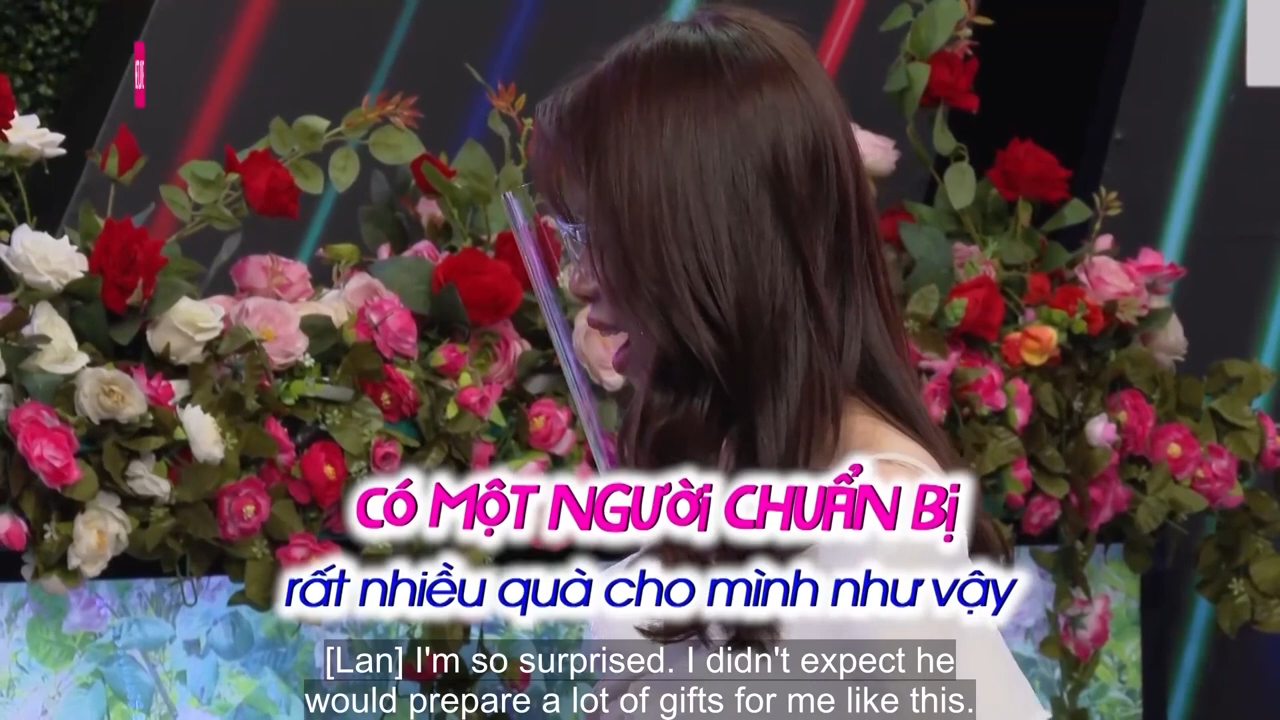 CÓ MỘT NGƯỜI CHUẨN BỊ
rất nhiều quà cho mình như vậy
[Lan] I'm so surprised. I didn't expect he
would prepare a lot of gifts for me like this.